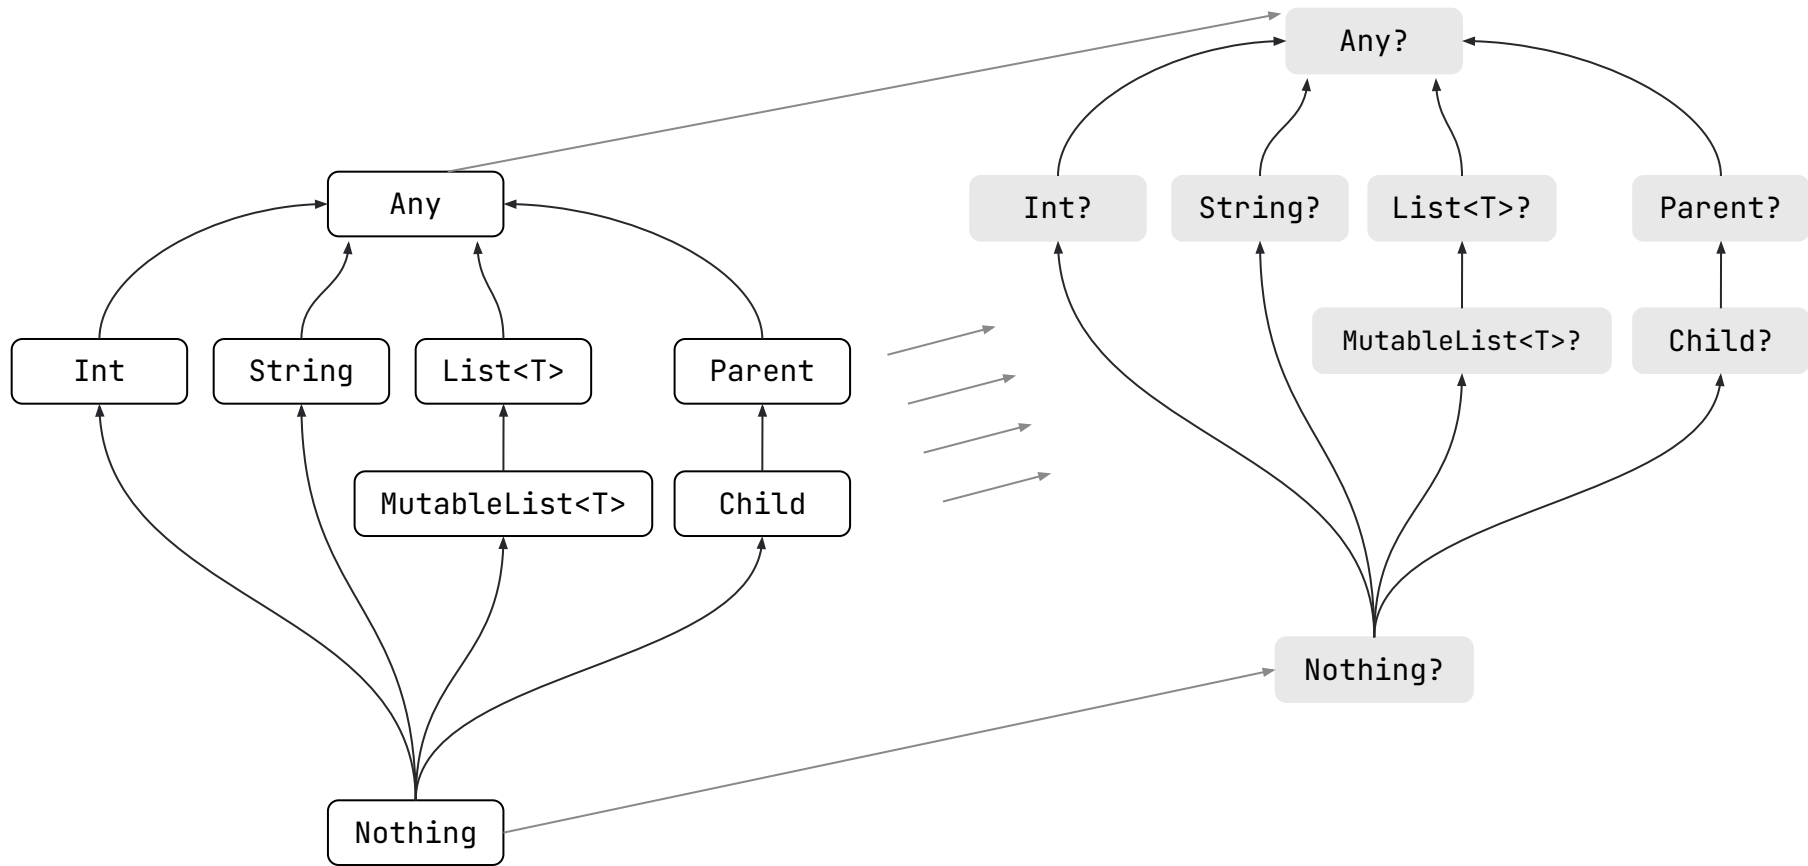 Any?
Any
Int?
String?
List<T>?
Parent?
Int
String
List<T>
Parent
MutableList<T>?
Child?
MutableList<T>
Child
Nothing?
Nothing